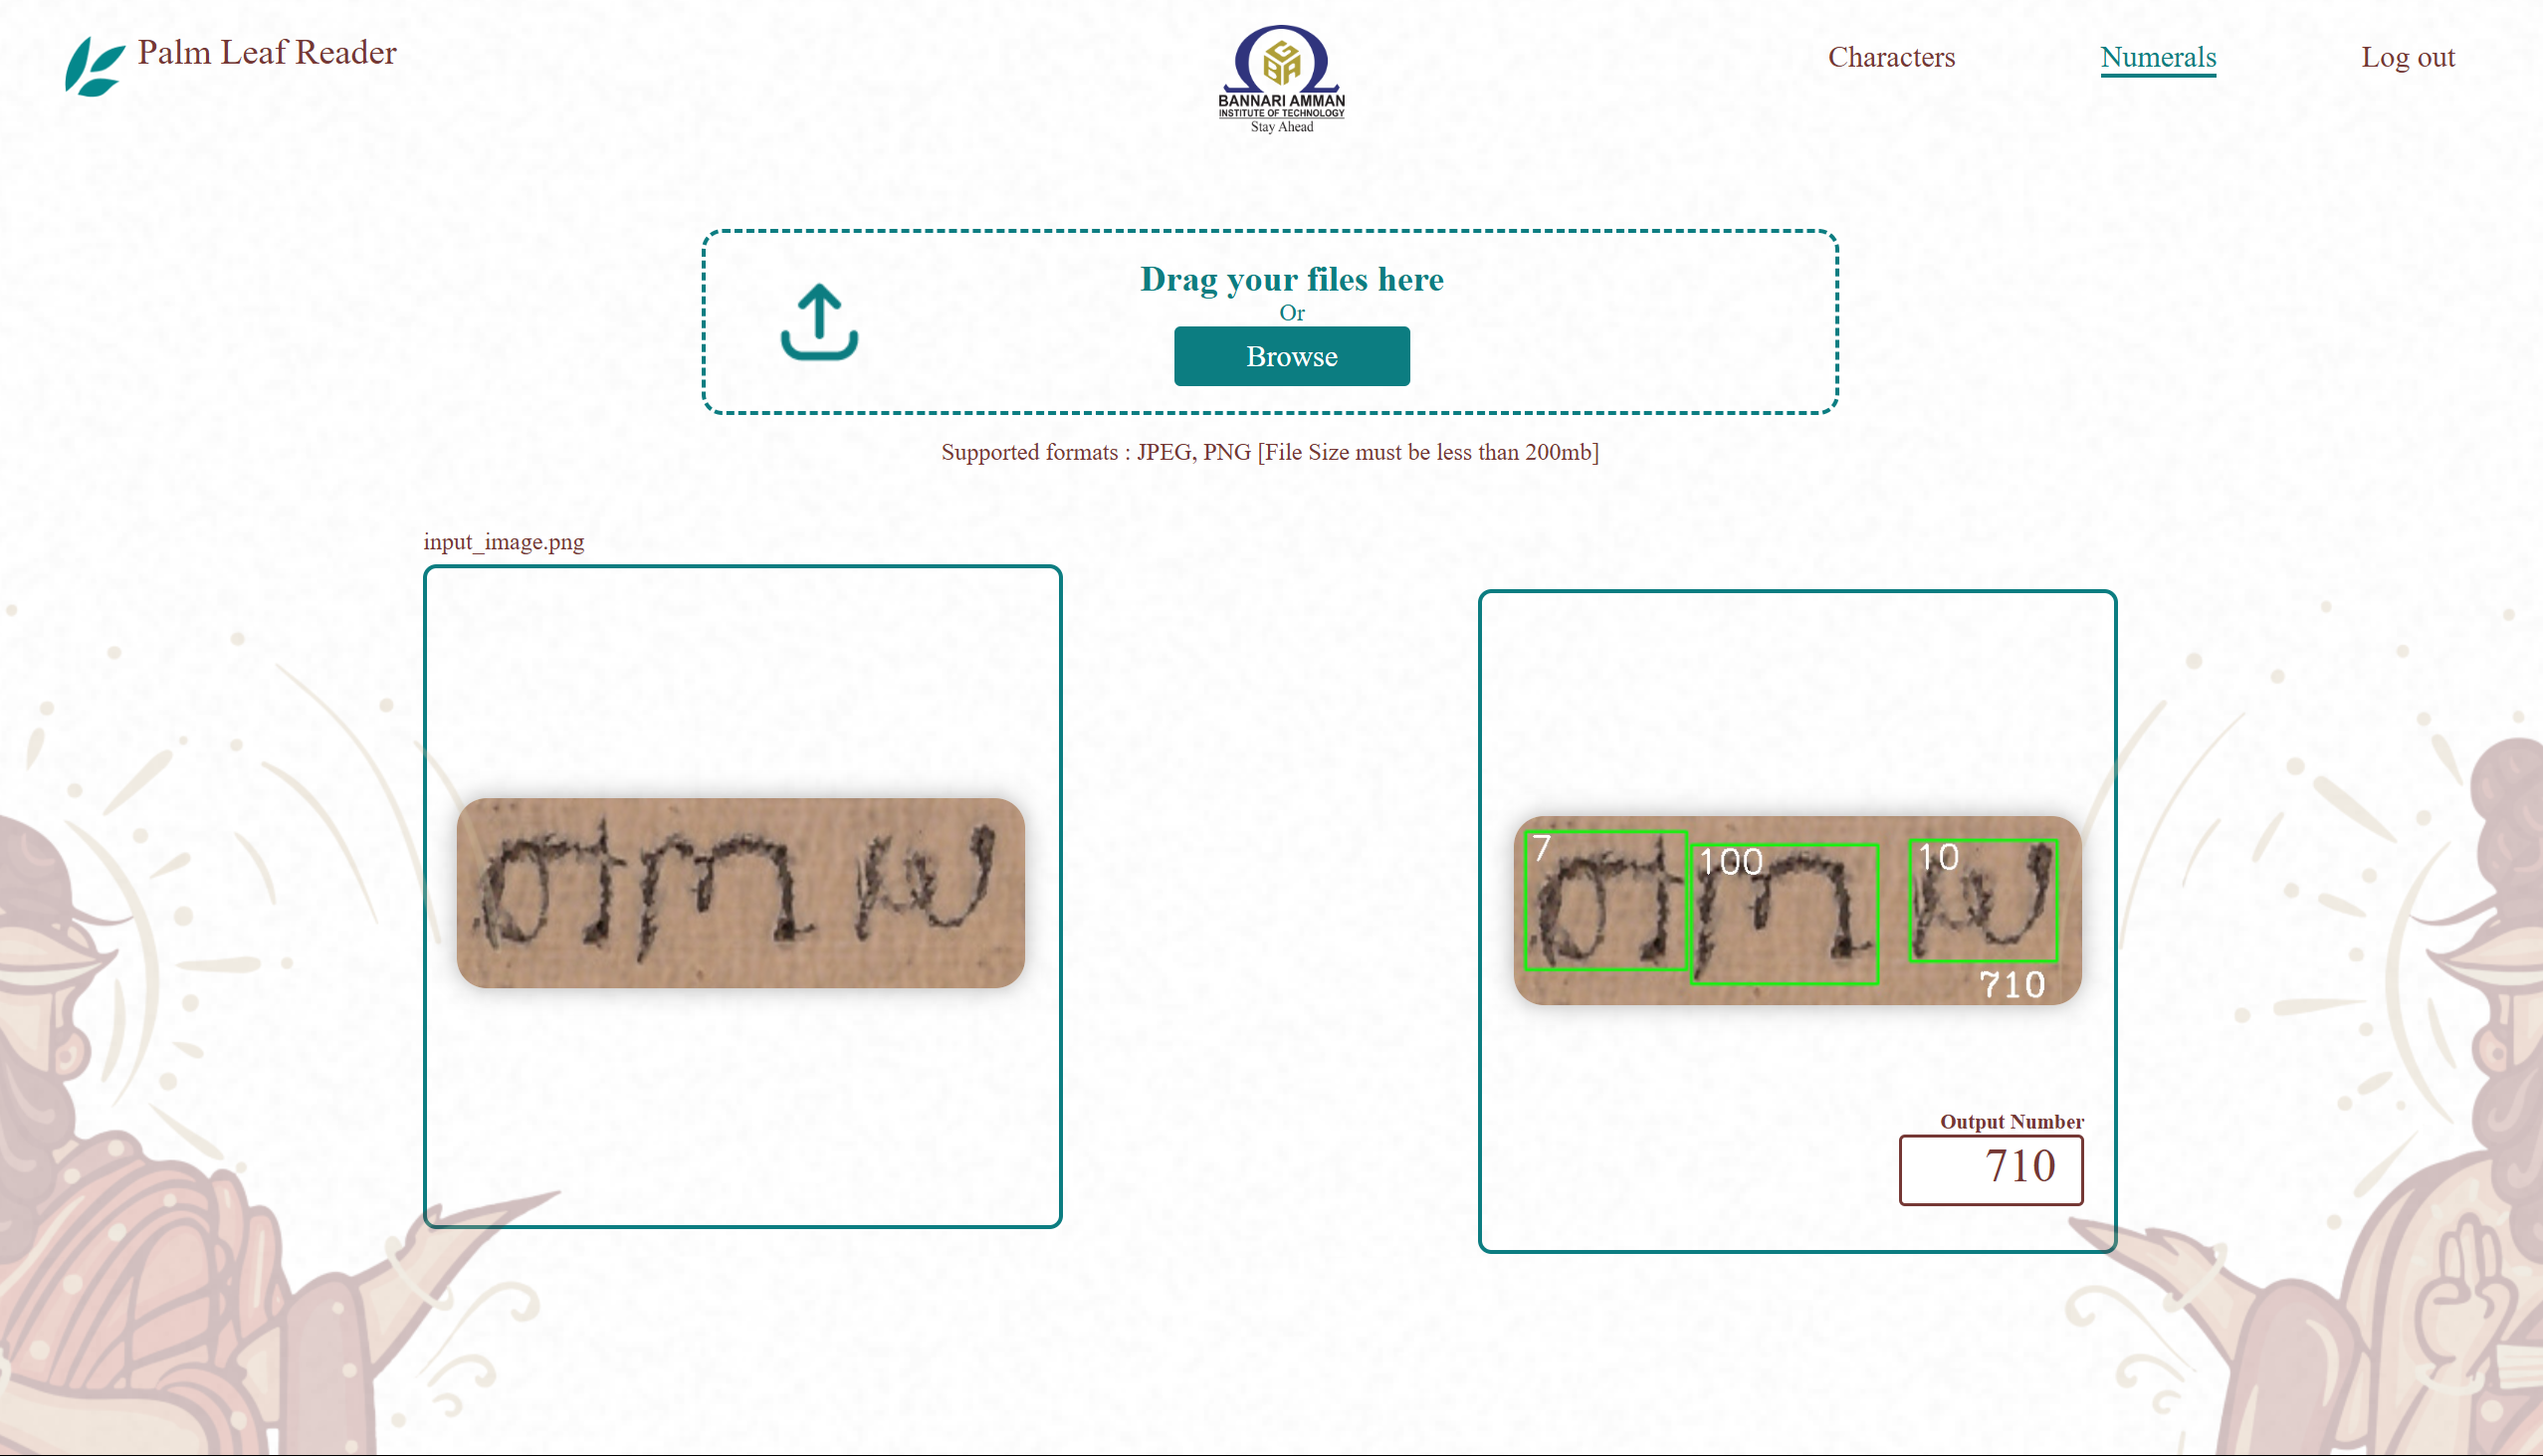 Palm Leaf Reader
BANNARI AMMAN
INSTITUTE OF TECHNOLOGY
Stay Ahead
Characters
Numerals
Log out
Drag your files here
Or
Browse
Supported formats : JPEG, PNG [File Size must be less than 200mb]
input_image.png
௭௱௰
7
100
10
௭௱௰
710
Output Number
710